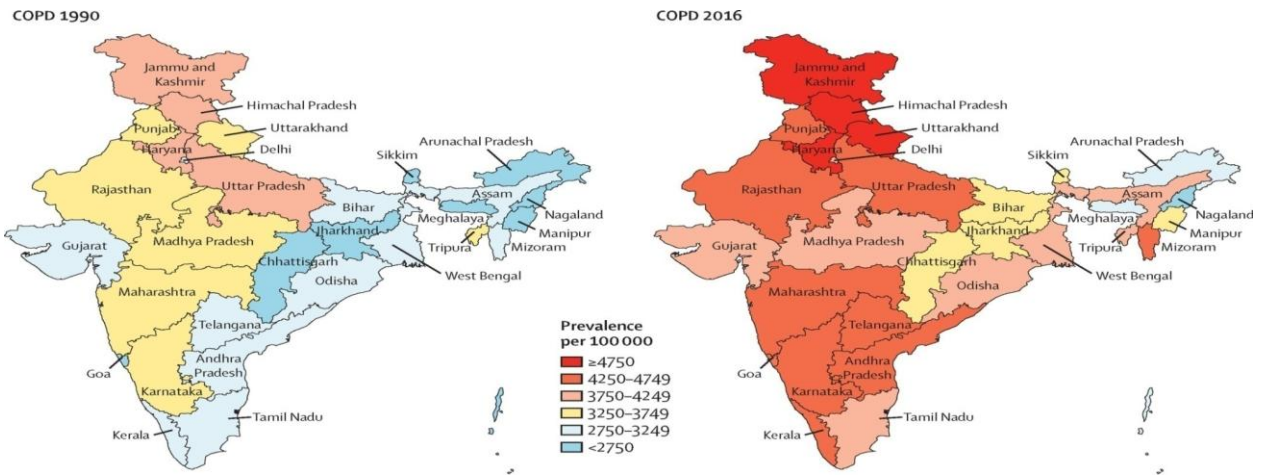 COPD 1990
Jammu and
Kashmir
Himachal Pradesh
Punjab
Uttarakhand
Haryana
Delhi
Arunachal Pradesh
Sikkim
Rajasthan
Uttar Pradesh
Assam
Bihar
Nagaland
Meghalaya
Manipur
Jharkhand
Gujarat
Madhya Pradesh
Tripura
Mizoram
Chhattisgarh
West Bengal
Odisha
Maharashtra
Telangana
Goa
Andhra
Pradesh
Karnataka
Tamil Nadu
Kerala
Prevalence
per 100 000
≥4750
4250–4749
3750–4249
3250–3749
2750–3249
<2750
COPD 2016
Jammu and
Kashmir
Himachal Pradesh
Punjab
Uttarakhand
Haryana
Delhi
Arunachal Pradesh
Sikkim
Rajasthan
Uttar Pradesh
Assam
Bihar
Nagaland
Meghalaya
Manipur
Jharkhand
Gujarat
Madhya Pradesh
Tripura
Mizoram
Chhattisgarh
West Bengal
Odisha
Maharashtra
Telangana
Goa
Andhra
Pradesh
Karnataka
Tamil Nadu
Kerala